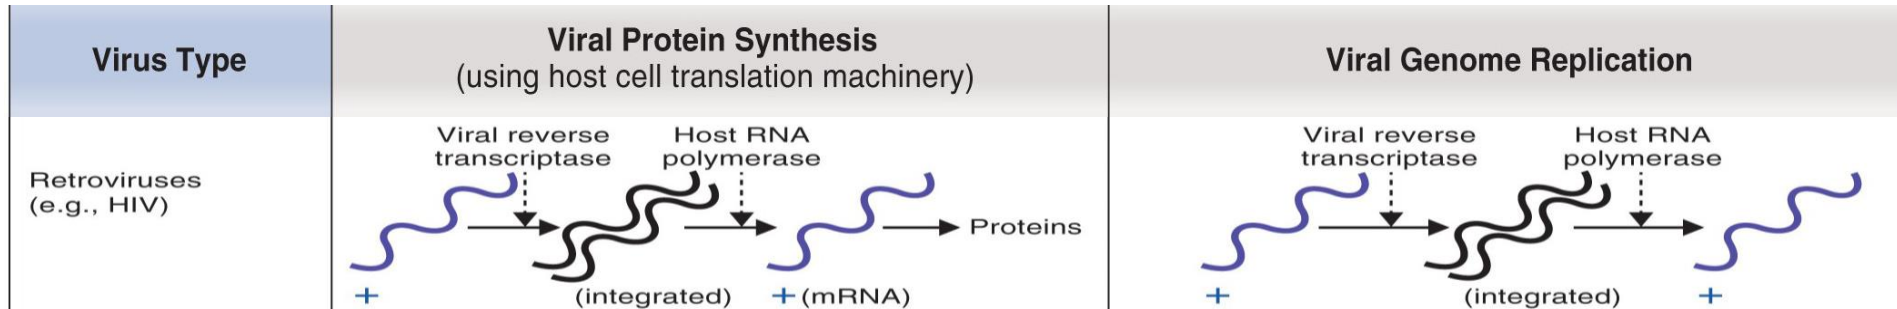 Virus Type
Viral Protein Synthesis
(using host cell translation machinery)
Viral Genome Replication
Retroviruses
(e.g., HIV)
Viral reverse
transcriptase
Host RNA
polymerase
Proteins
+
(integrated)
+ (mRNA)
Viral reverse
transcriptase
Host RNA
polymerase
+
(integrated)
+